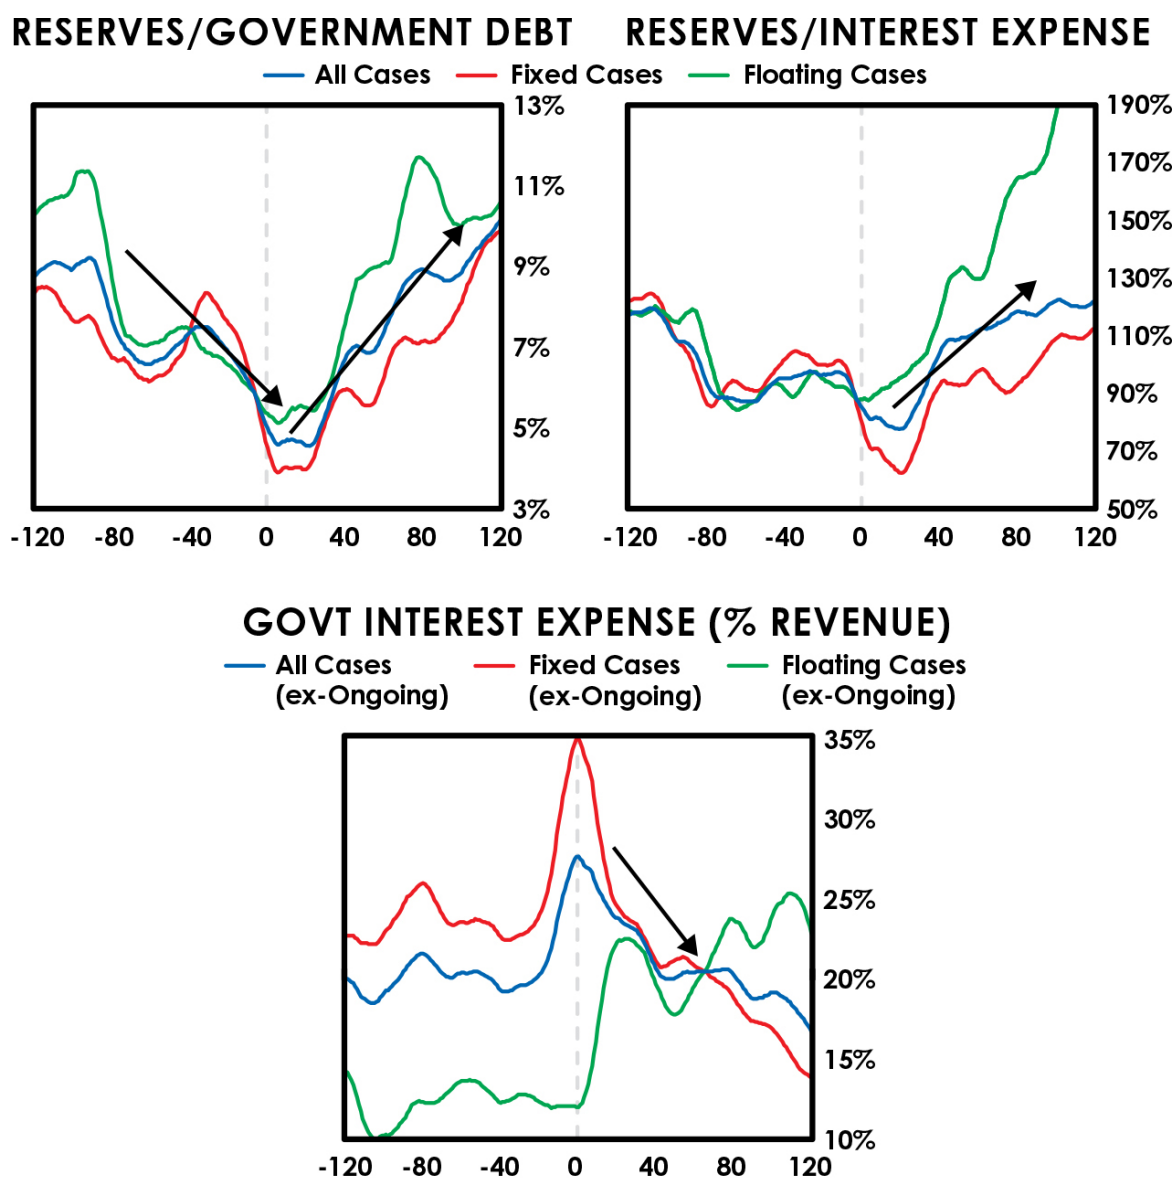 RESERVES/GOVERNMENT DEBT
RESERVES/INTEREST EXPENSE
All Cases Fixed Cases Floating Cases
13%
11%
9%
7%
5%
3%
-120 -80 -40 0 40 80 120
190%
170%
150%
130%
110%
90%
70%
50%
-120 -80 -40 0 40 80 120
GOVT INTEREST EXPENSE (% REVENUE)
All Cases Fixed Cases Floating Cases
(ex-Ongoing) (ex-Ongoing) (ex-Ongoing)
35%
30%
25%
20%
15%
10%
-120 -80 -40 0 40 80 120